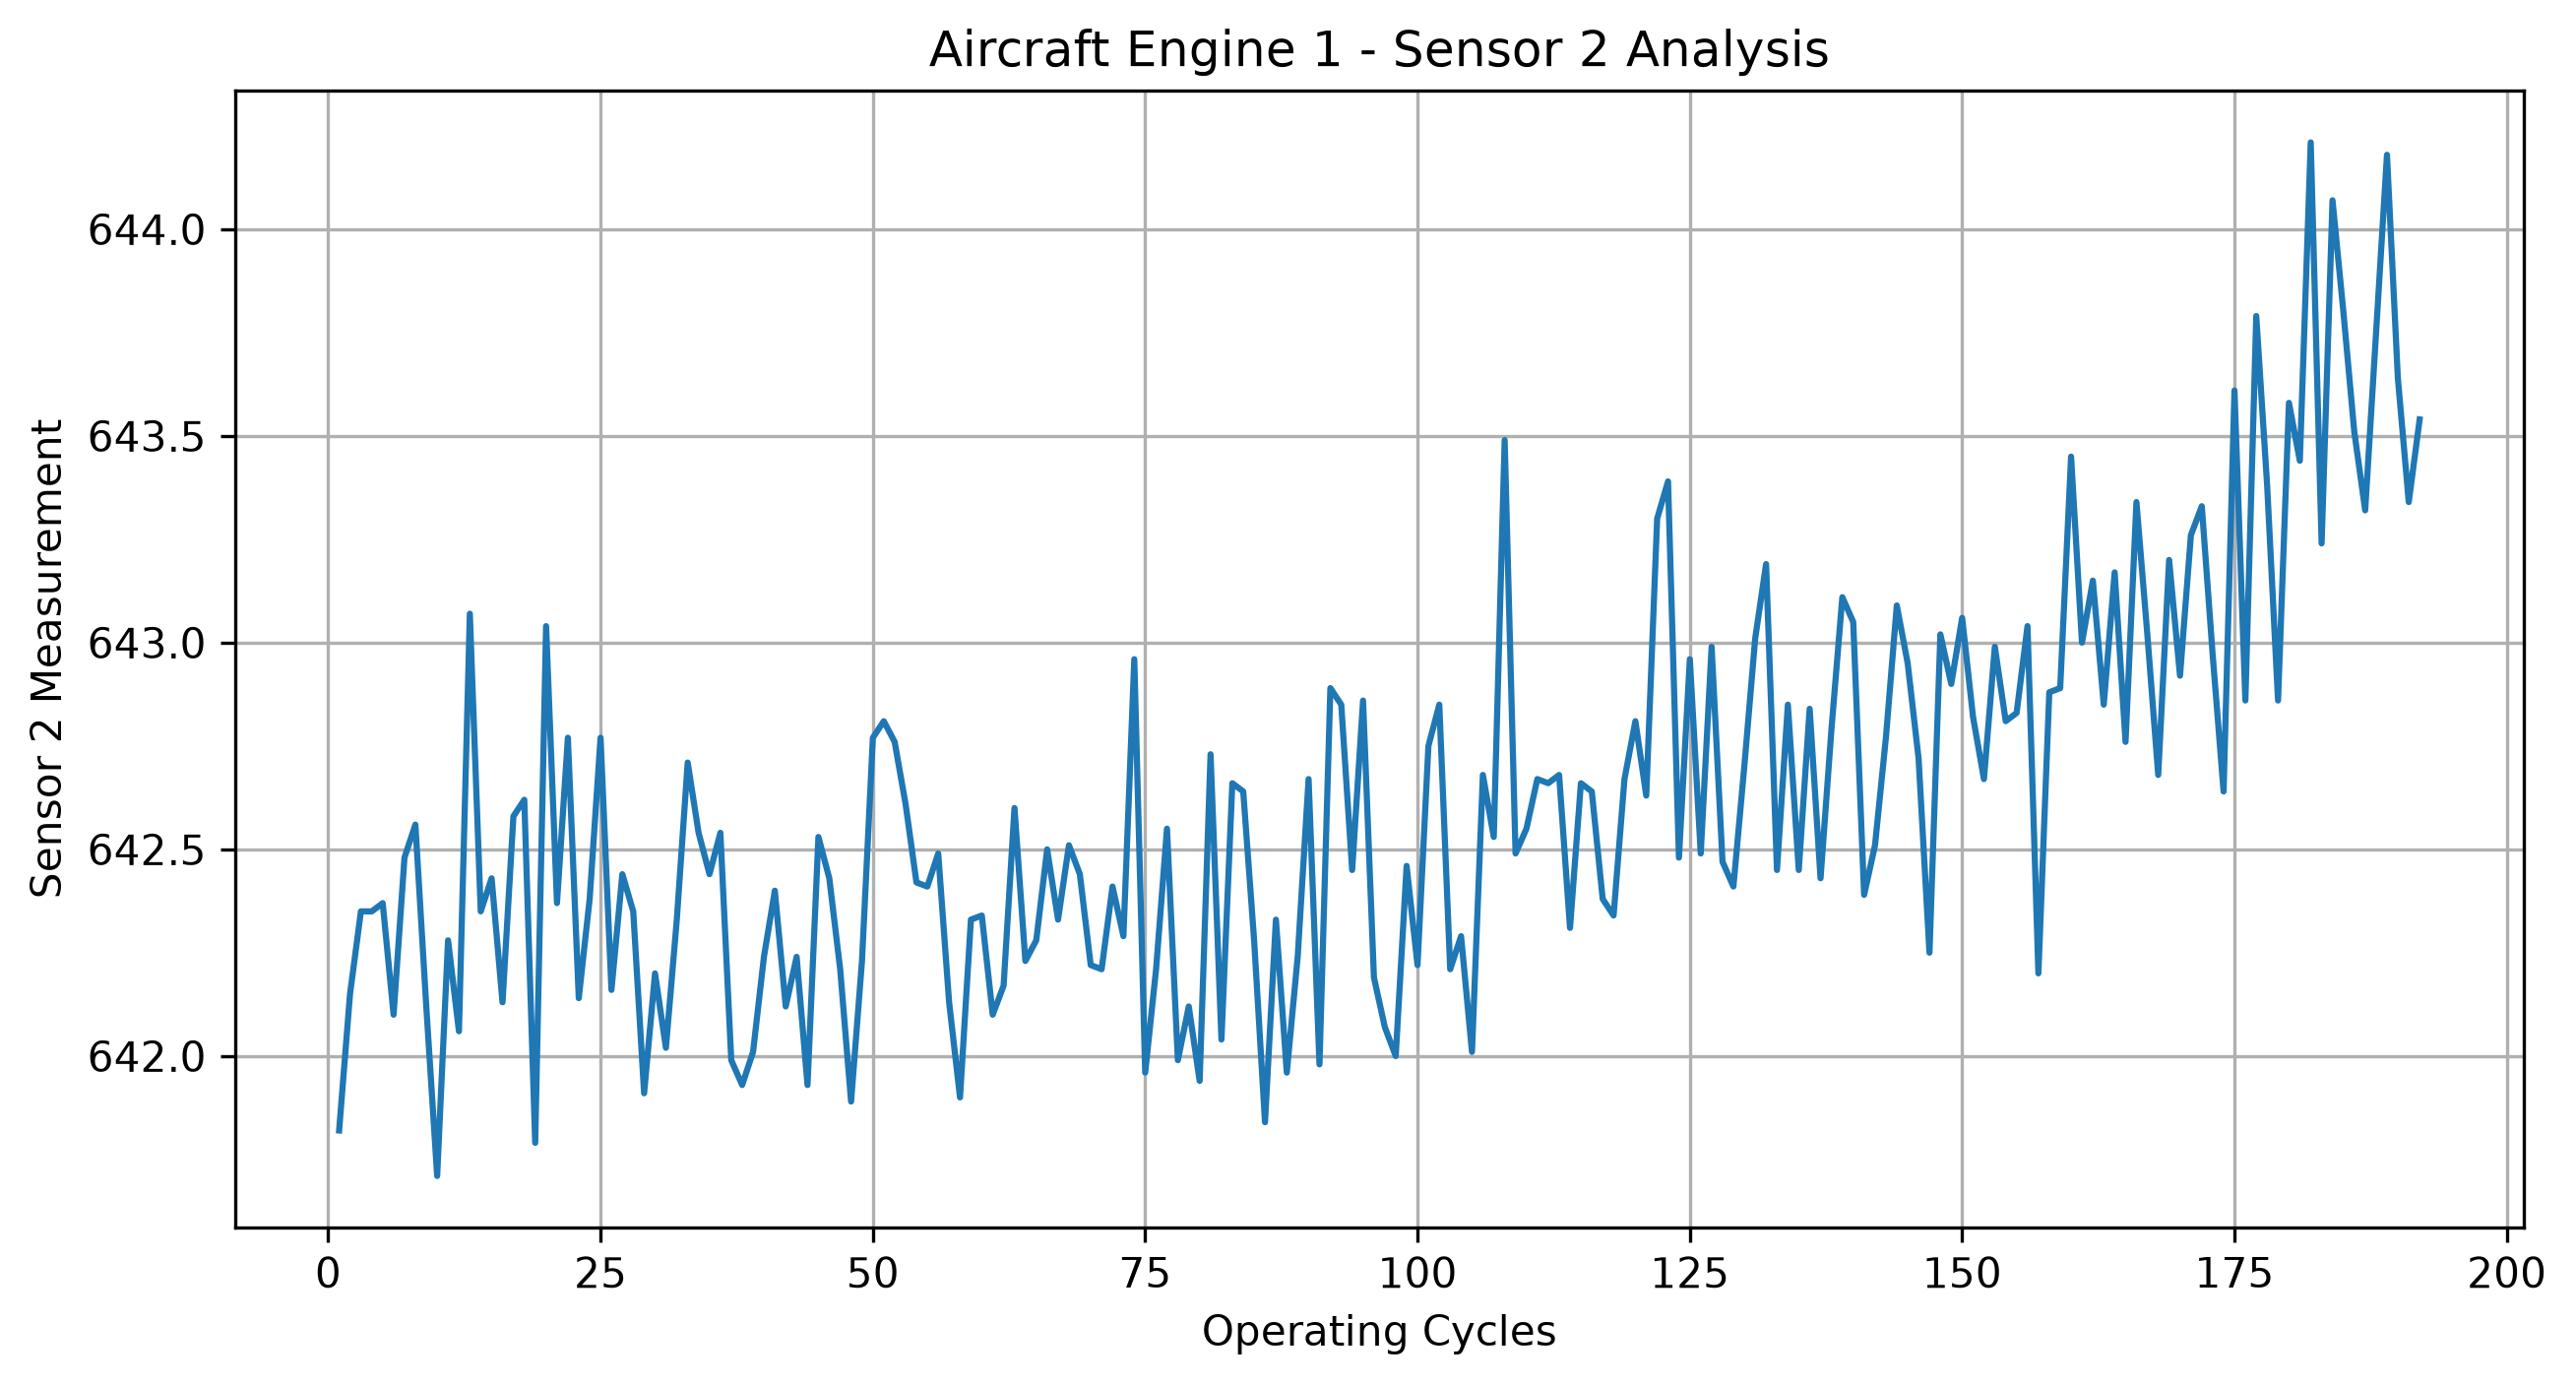 Aircraft Engine 1 - Sensor 2 Analysis
Sensor 2 Measurement
644.0
643.5
643.0
642.5
642.0
0 25 50 75 100 125 150 175 200
Operating Cycles